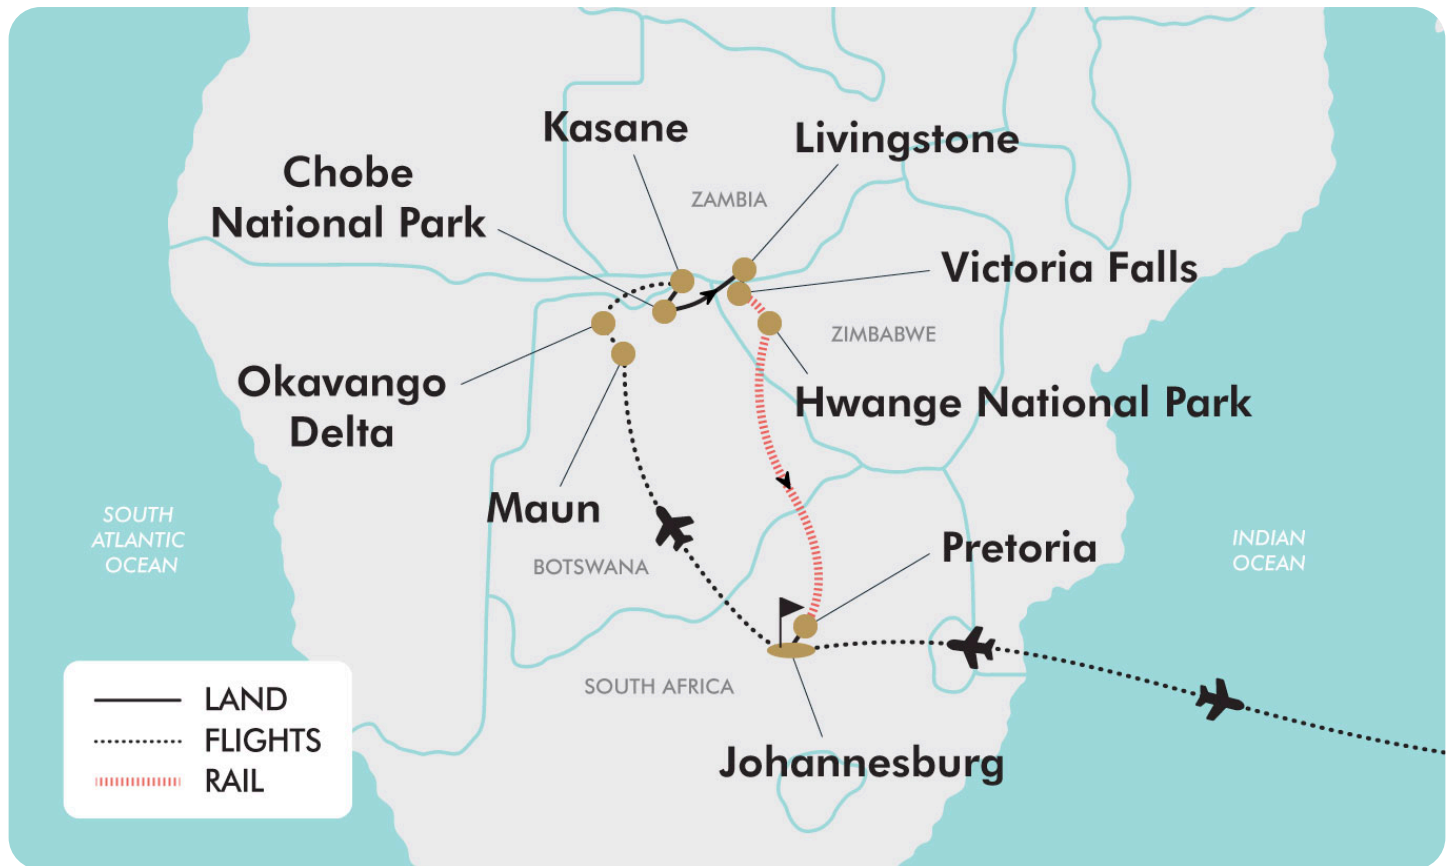 Kasane
Livingstone
Chobe
National Park
ZAMBIA
Victoria Falls
ZIMBABWE
Okavango
Delta
Hwange National Park
Maun
SOUTH
ATLANTIC
OCEAN
BOTSWANA
Pretoria
INDIAN
OCEAN
SOUTH AFRICA
Johannesburg
LAND
FLIGHTS
RAIL